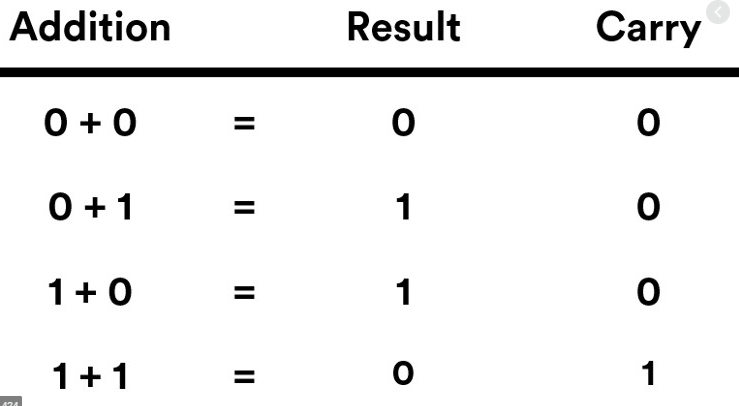 Addition Result Carry
0 + 0 = 0 0
0 + 1 = 1 0
1 + 0 = 1 0
1 + 1 = 0 1